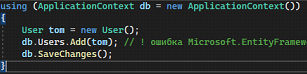 using (ApplicationContext db = new ApplicationContext())
{
User tom = new User();
db.Users.Add(tom); // ! ошибка Microsoft.EntityFramew
db.SaveChanges();
}